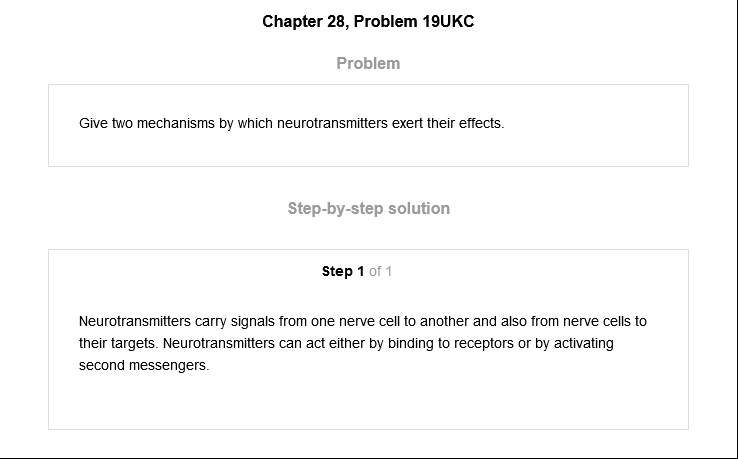 Chapter 28, Problem 19UKC
Problem
Give two mechanisms by which neurotransmitters exert their effects.
Step-by-step solution
Step 1 of 1
Neurotransmitters carry signals from one nerve cell to another and also from nerve cells to
their targets. Neurotransmitters can act either by binding to receptors or by activating
second messengers.